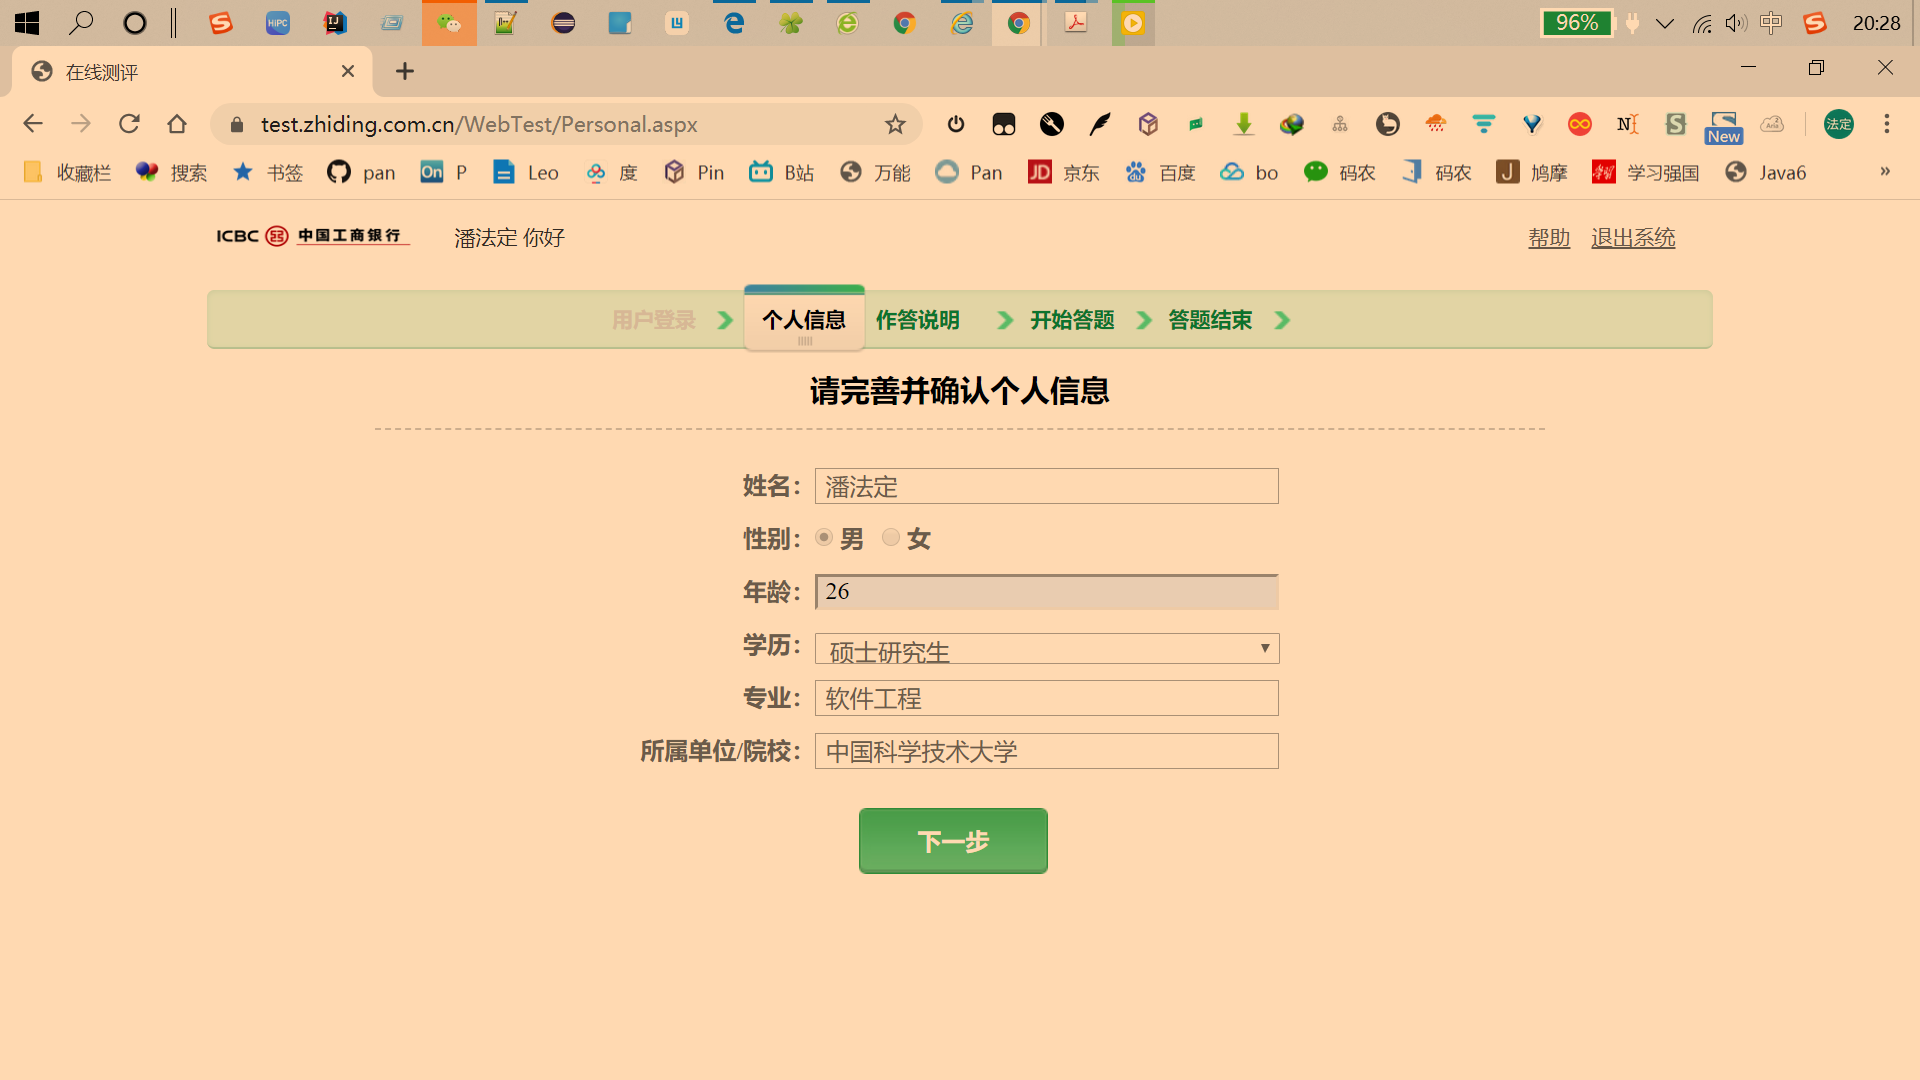 96%
中
20:28
在线测评
test.zhiding.com.cn/WebTest/Personal.aspx
New
法定
收藏栏 搜索 书签 pan On P Leo 度 Pin B站 万能 Pan JD 京东 百度 bo 码农 码农 J 鸠摩 学习强国 Java6 »
ICBC 中国工商银行 潘法定 你好 帮助 退出系统
用户登录 个人信息 作答说明 开始答题 答题结束
请完善并确认个人信息
姓名： 潘法定
性别： 男 女
年龄： 26
学历： 硕士研究生
专业： 软件工程
所属单位/院校： 中国科学技术大学
下一步